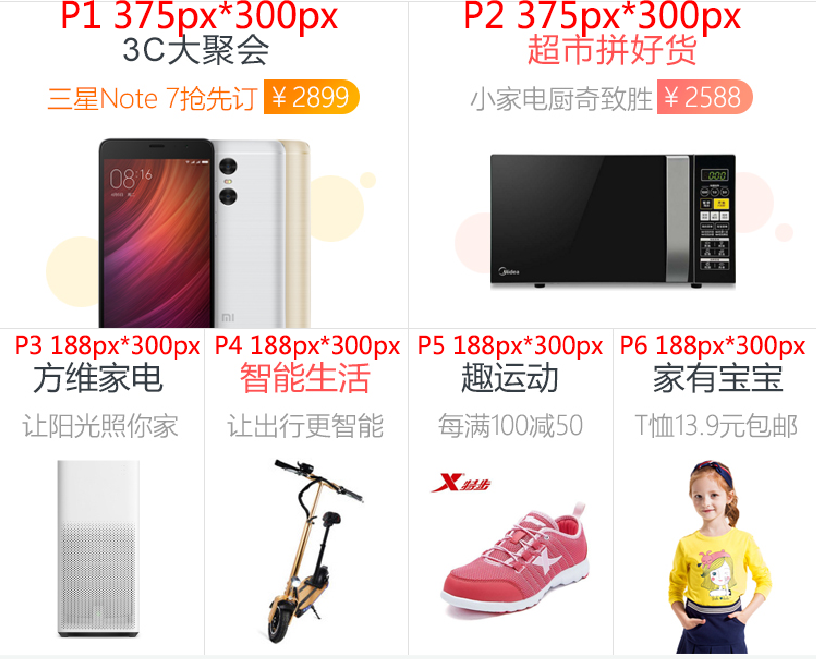 P1 375px*300px
3C大聚会
三星Note 7抢先订 ¥2899
08:16
MI
P2 375px*300px
超市拼好货
小家电厨奇致胜 ¥2588
Midea
P3 188px*300px
方维家电
让阳光照你家
P4 188px*300px
智能生活
让出行更智能
P5 188px*300px
趣运动
每满100减50
X特步
P6 188px*300px
家有宝宝
T恤13.9元包邮